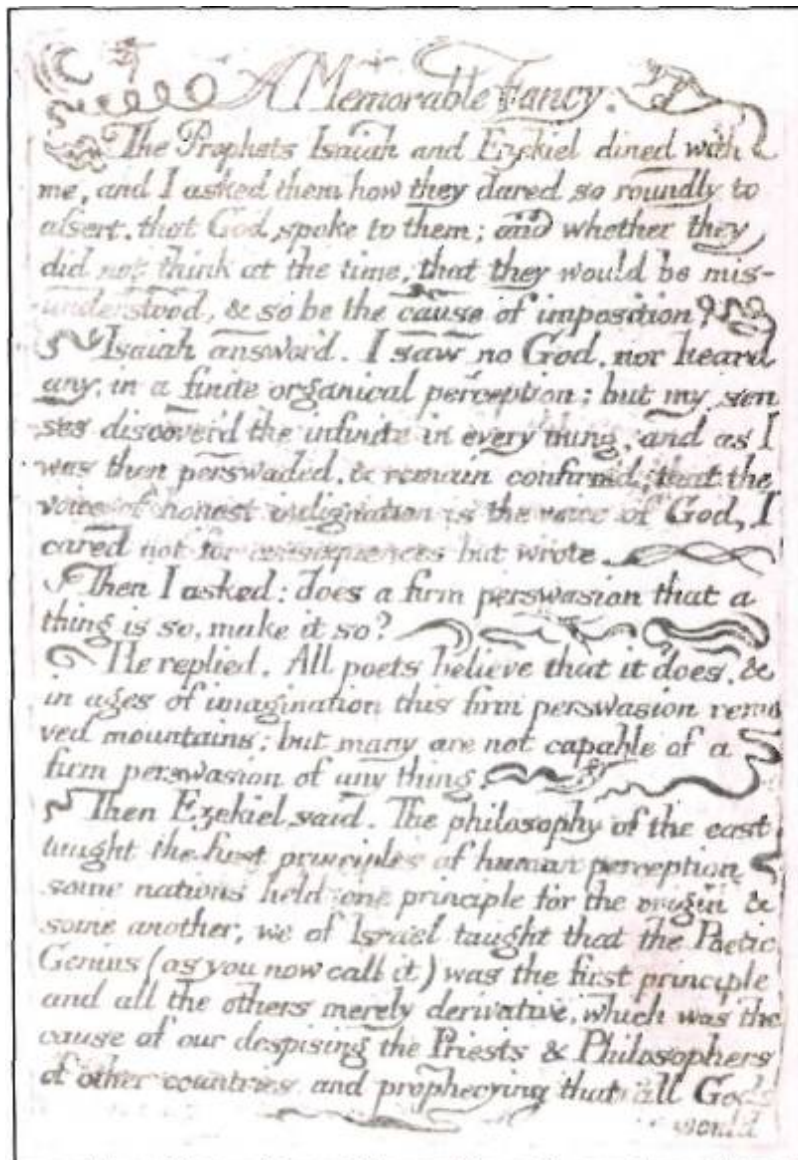 A Memorable Fancy.
The Prophets Isaiah and Ezekiel dined with
me, and I asked them how they dared so roundly to
assert. that God spoke to them; and whether they
did not think at the time, that they would be mis-
understood, & so be the cause of imposition?
Isaiah answerd. I saw no God. nor heard
any, in a finite organical perception; but my sen
ses discoverd the infinite in every thing, and as I
was then perswaded. & remain confirmd; that the
voice of honest indignation is the voice of God, I
cared not for consequences but wrote.
Then I asked: does a firm perswasion that a
thing is so, make it so?
He replied. All poets believe that it does, &
in ages of imagination this firm perswasion remo
ved mountains; but many are not capable of a
firm perswasion of any thing.
Then Ezekiel said. The philosophy of the east
taught the first principles of human perception
some nations held one principle for the origin &
some another, we of Israel taught that the Poetic
Genius (as you now call it) was the first principle
and all the others merely derivative, which was the
cause of our despising the Priests & Philosophers
of other countries, and prophecying that all Gods
would